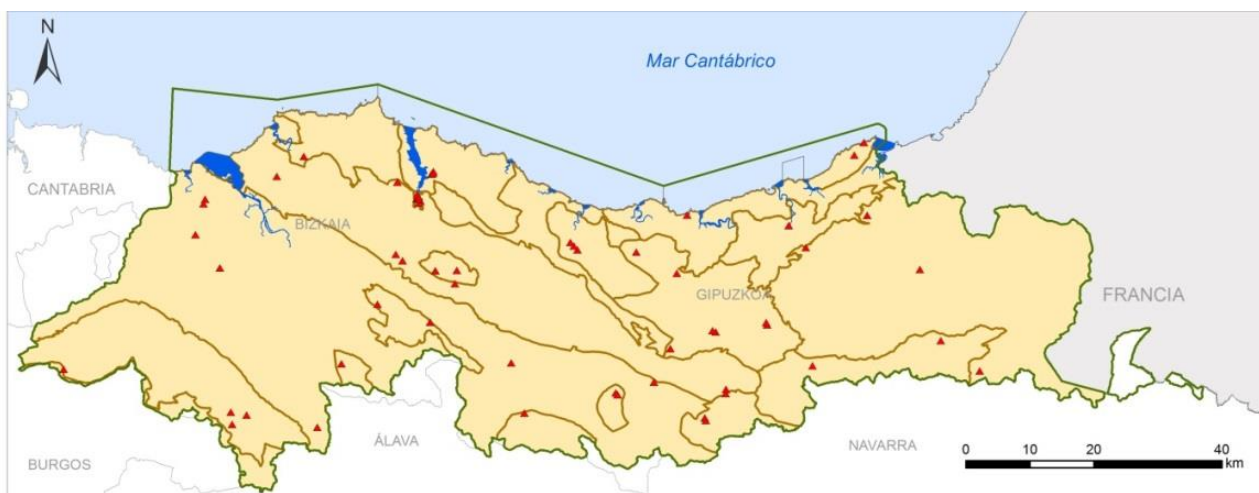 N
Mar Cantábrico
CANTABRIA
BIZKAIA
GIPUZKOA
FRANCIA
ÁLAVA
NAVARRA
BURGOS
0 10 20 40
km